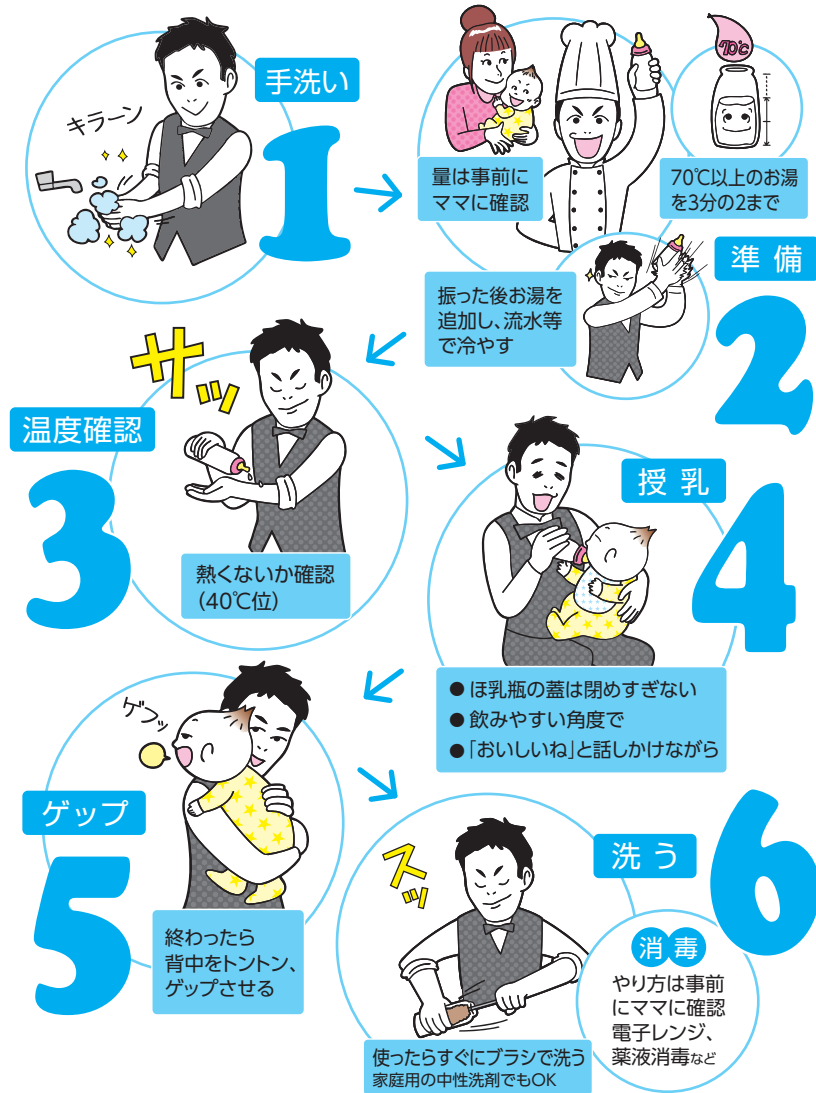 手洗い
キラーン
1
量は事前に
ママに確認
70℃
70℃以上のお湯
を3分の2まで
準備
振った後お湯を
追加し、流水等
で冷やす
2
サッ
温度確認
3
熱くないか確認
(40℃位)
授乳
4
● ほ乳瓶の蓋は閉めすぎない
● 飲みやすい角度で
● 「おいしいね」と話しかけながら
ゲフッ
ゲップ
5
終わったら
背中をトントン、
ゲップさせる
スッ
洗う
6
消毒
やり方は事前
にママに確認
電子レンジ、
薬液消毒など
使ったらすぐにブラシで洗う
家庭用の中性洗剤でもOK